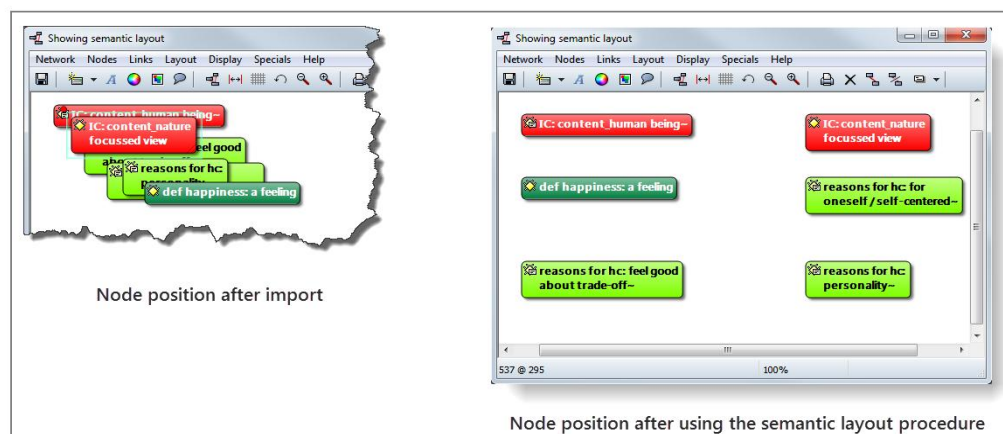 Showing semantic layout
Network Nodes Links Layout Display Specials Help
IC: content_human being~
IC: content_nature
focussed view
feel good
reasons for hc:
def happiness: a feeling
Node position after import
Showing semantic layout
Network Nodes Links Layout Display Specials Help
IC: content_human being~
IC: content_nature
focussed view
def happiness: a feeling
reasons for hc: for
oneself/self-centered~
reasons for hc: feel good
about trade-off~
reasons for hc:
personality~
537 @ 295
100%
Node position after using the semantic layout procedure